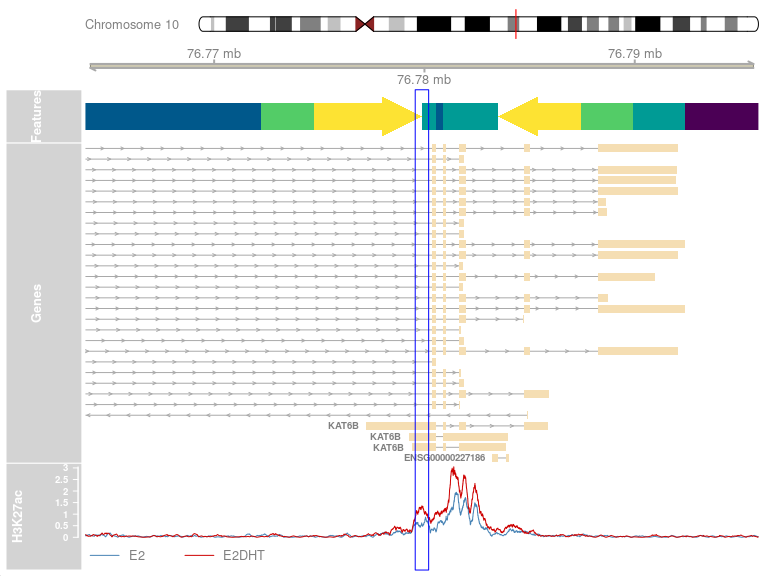 Chromosome 10
76.77 mb
76.79 mb
76.78 mb
Features
Genes
KAT6B
KAT6B
KAT6B
ENSG00000227186
H3K27ac
3
2.5
2
1.5
1
0.5
0
E2
E2DHT